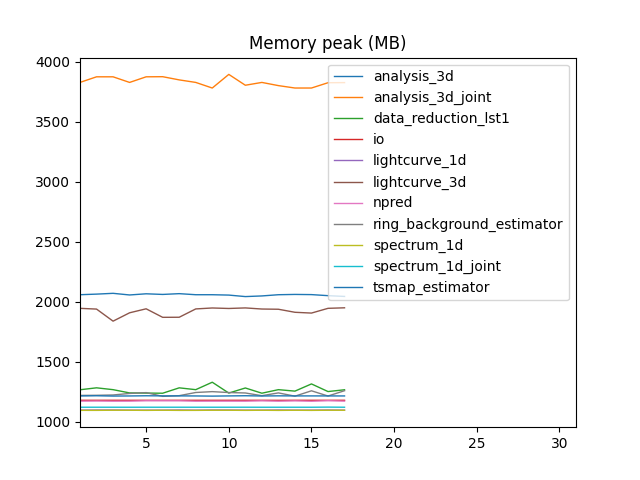 Memory peak (MB)
4000
3500
3000
2500
2000
1500
1000
5
10
15
20
25
30
analysis_3d
analysis_3d_joint
data_reduction_lst1
io
lightcurve_1d
lightcurve_3d
npred
ring_background_estimator
spectrum_1d
spectrum_1d_joint
tsmap_estimator